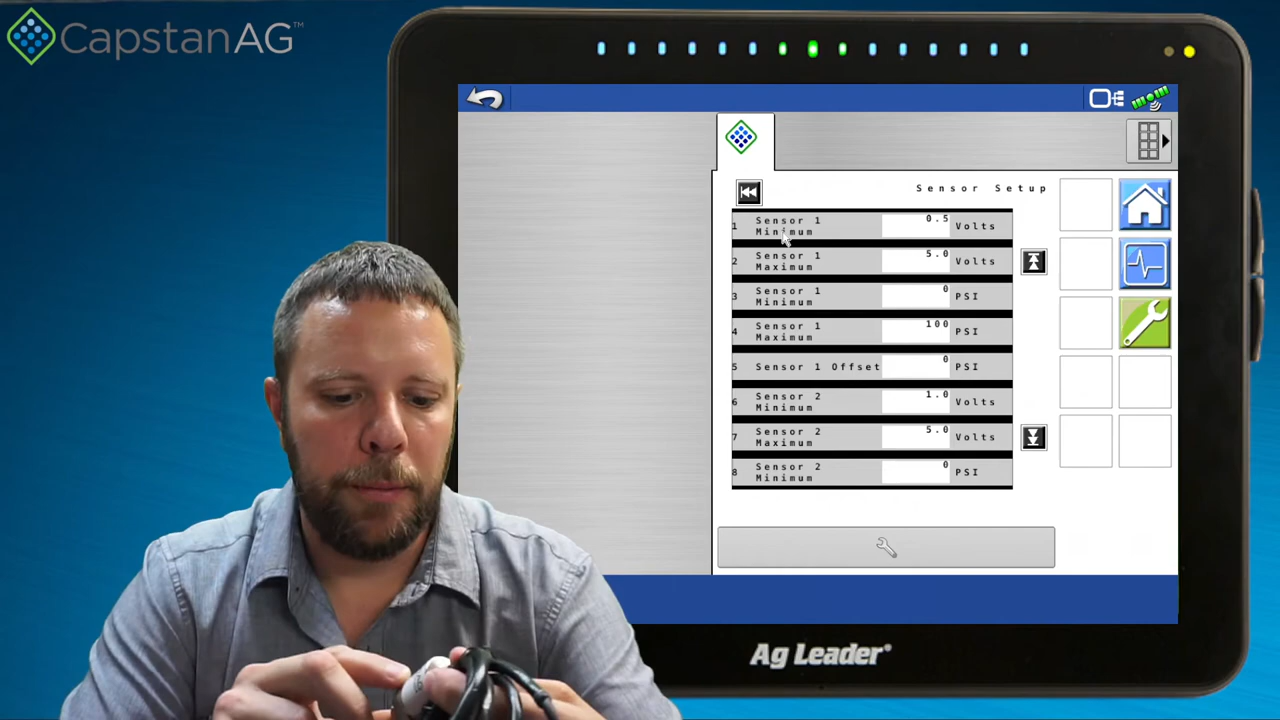 CapstanAG™
Sensor Setup
1 Sensor 1 Minimum 0.5 Volts
2 Sensor 1 Maximum 5.0 Volts
3 Sensor 1 Minimum 0 PSI
4 Sensor 1 Maximum 100 PSI
5 Sensor 1 Offset 0 PSI
6 Sensor 2 Minimum 1.0 Volts
7 Sensor 2 Maximum 5.0 Volts
8 Sensor 2 Minimum 0 PSI
Ag Leader®